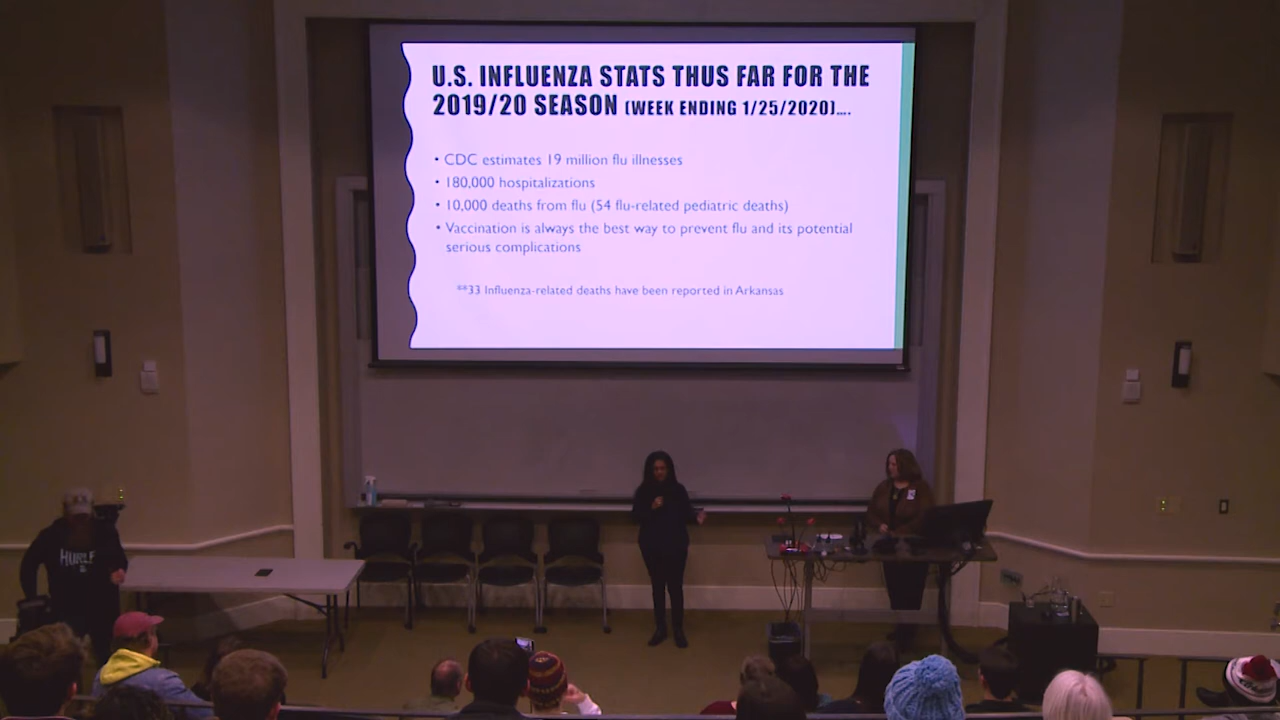 U.S. INFLUENZA STATS THUS FAR FOR THE
2019/20 SEASON (WEEK ENDING 1/25/2020)....
• CDC estimates 19 million flu illnesses
• 180,000 hospitalizations
• 10,000 deaths from flu (54 flu-related pediatric deaths)
• Vaccination is always the best way to prevent flu and its potential
serious complications
**33 Influenza-related deaths have been reported in Arkansas